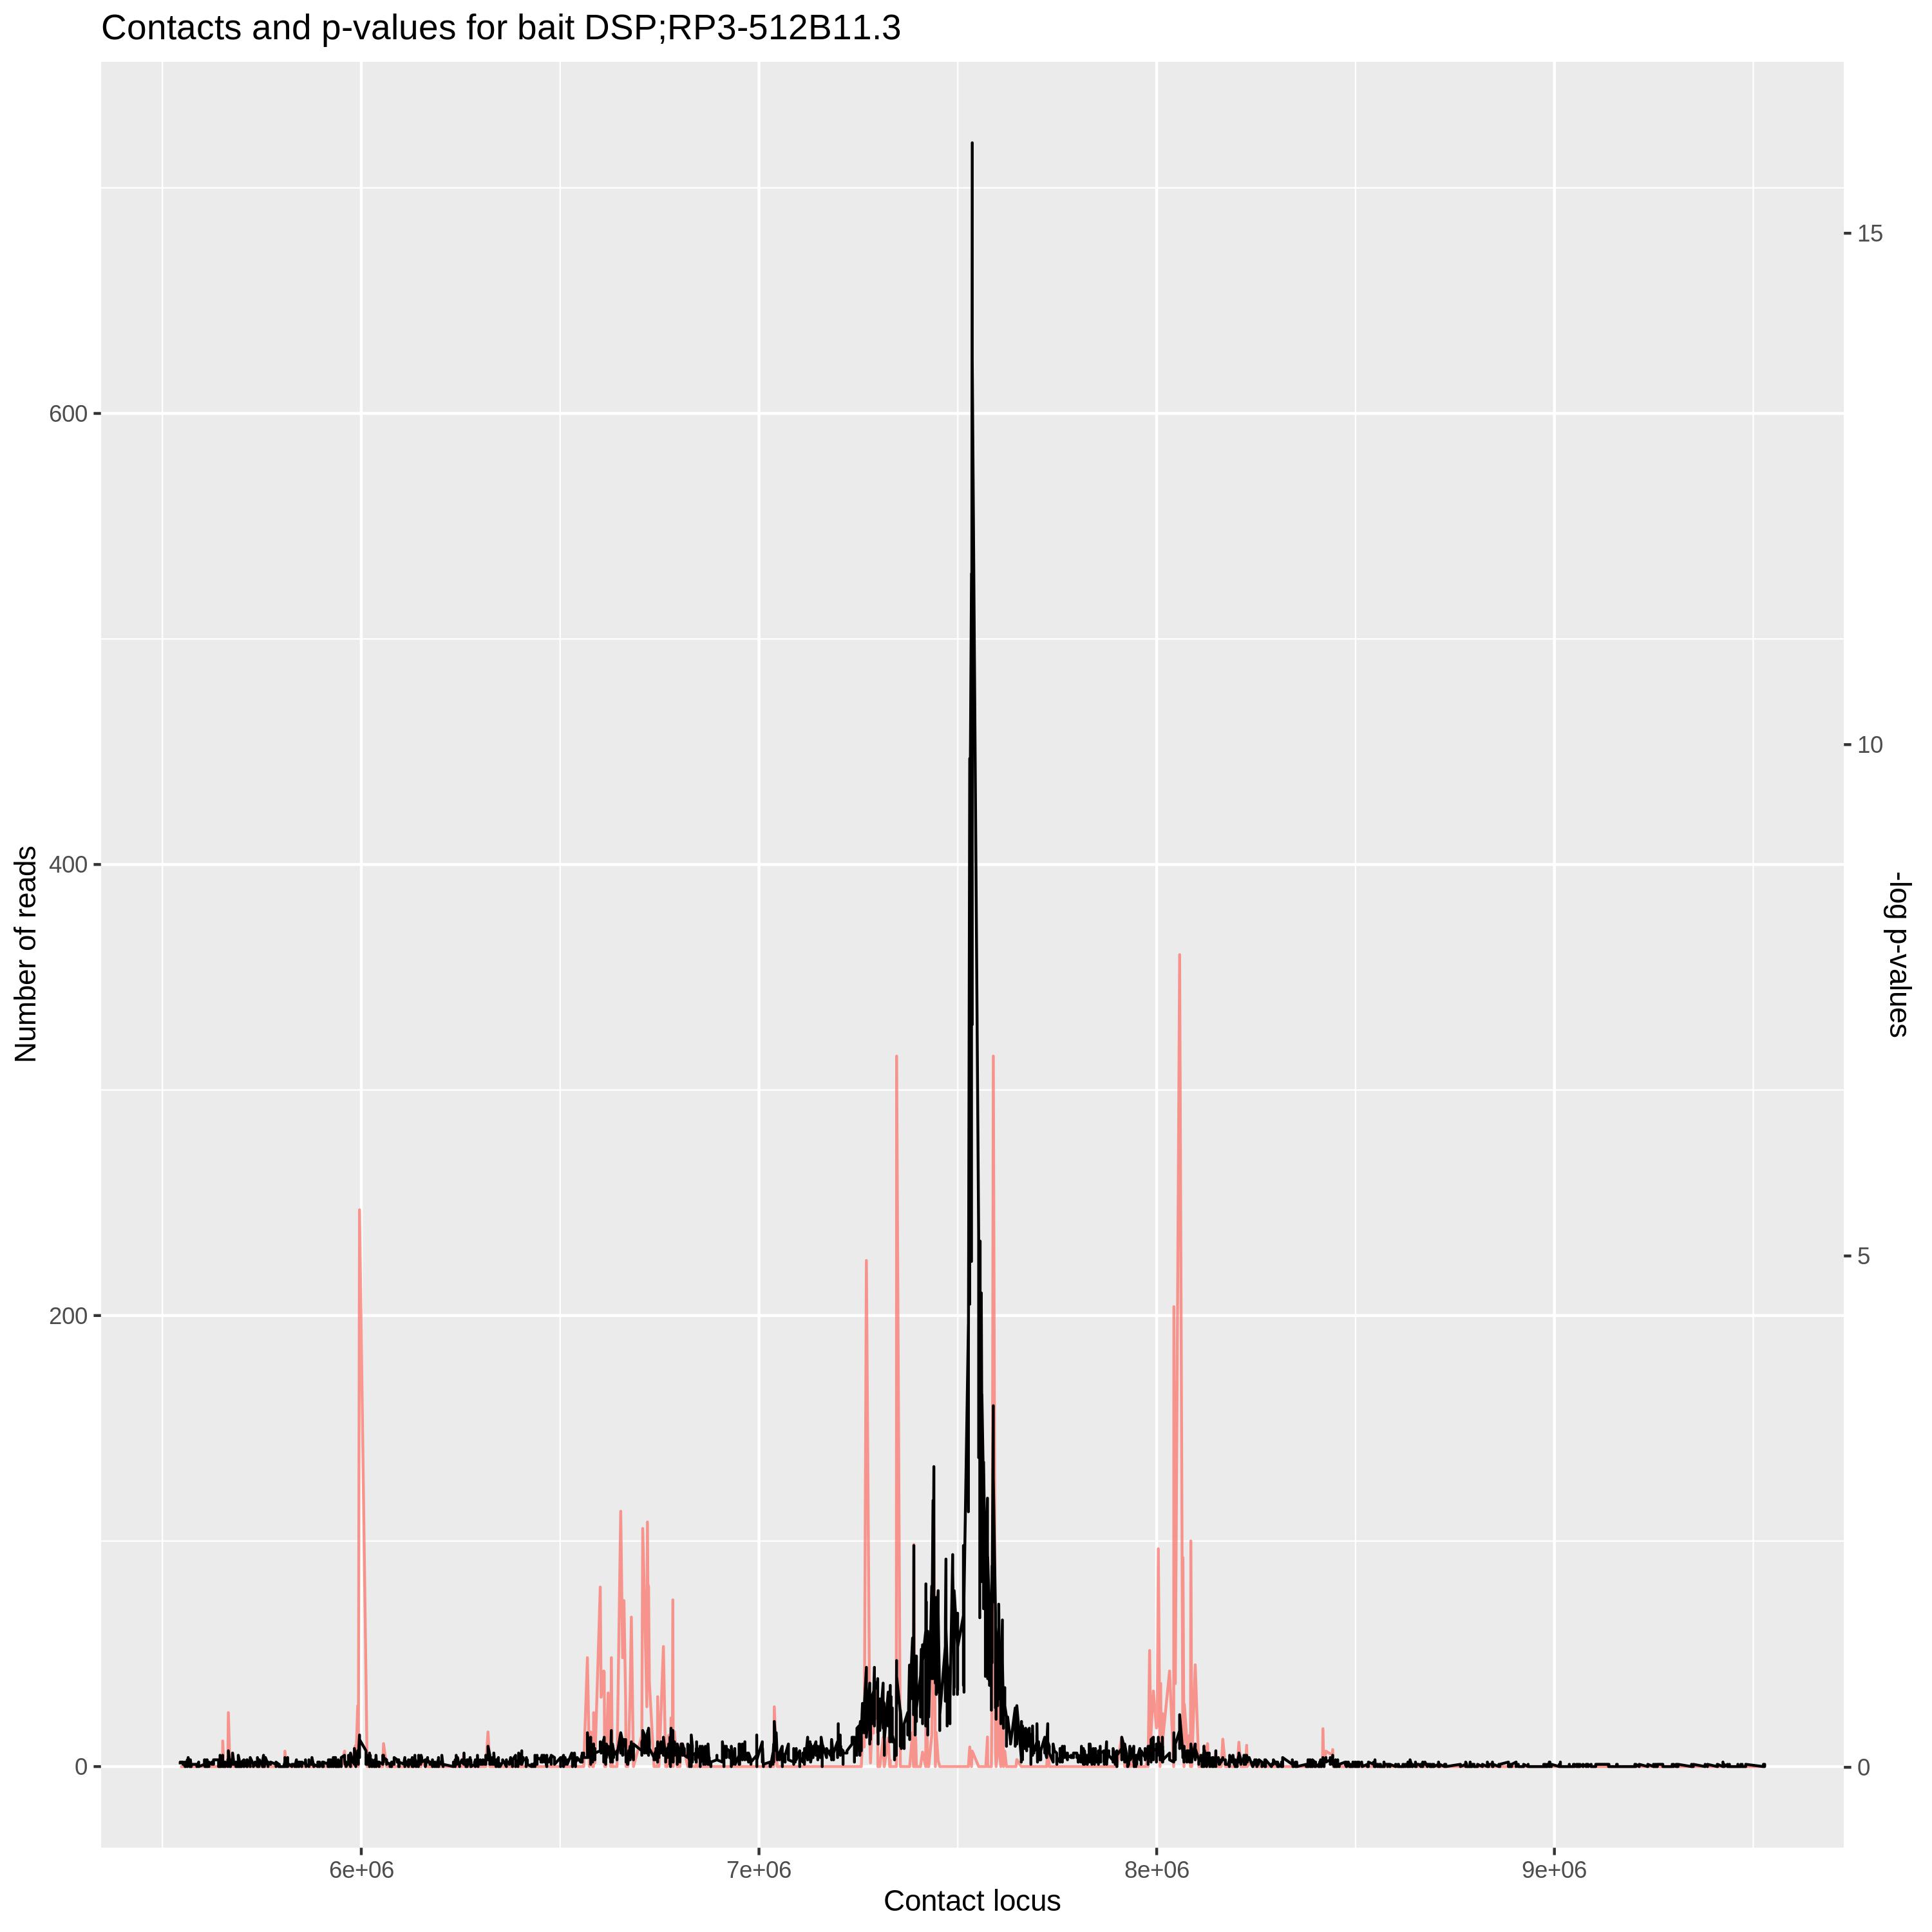 Contacts and p-values for bait DSP;RP3-512B11.3
Number of reads
600
400
200
0
15
10
5
0
-log p-values
6e+06 7e+06 8e+06 9e+06
Contact locus